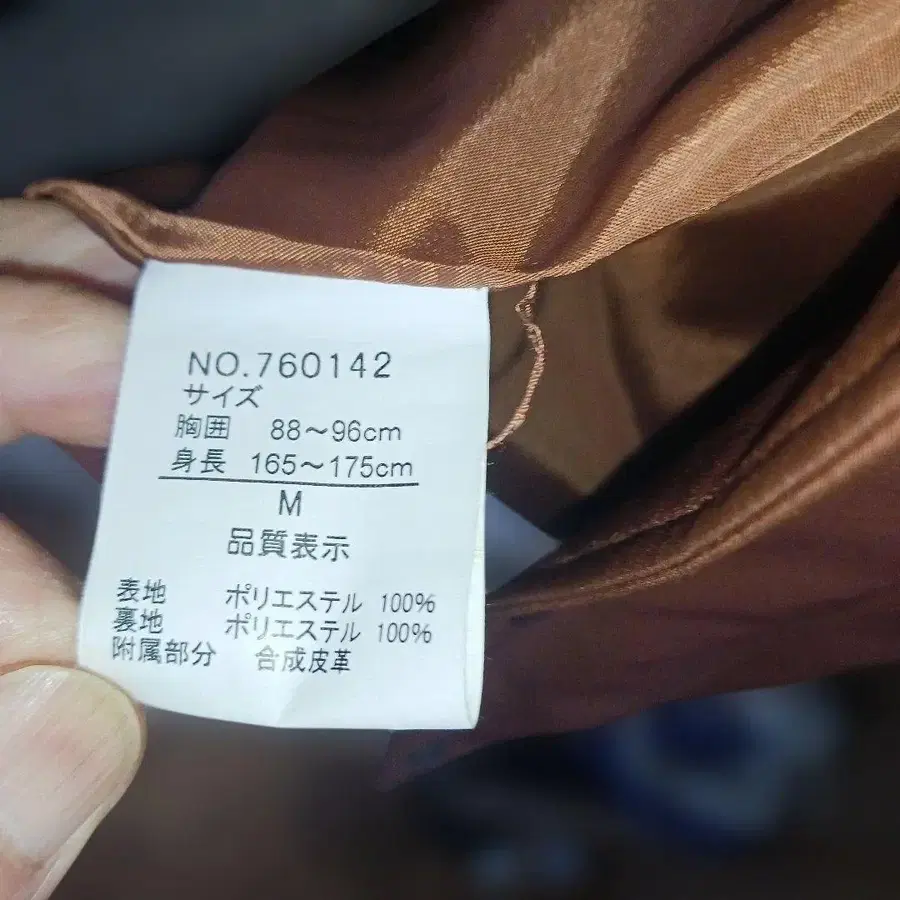 NO.760142
サイズ
胸囲 88～96cm
身長 165～175cm
M
品質表示
表地 ポリエステル 100%
裏地 ポリエステル 100%
附属部分 合成皮革